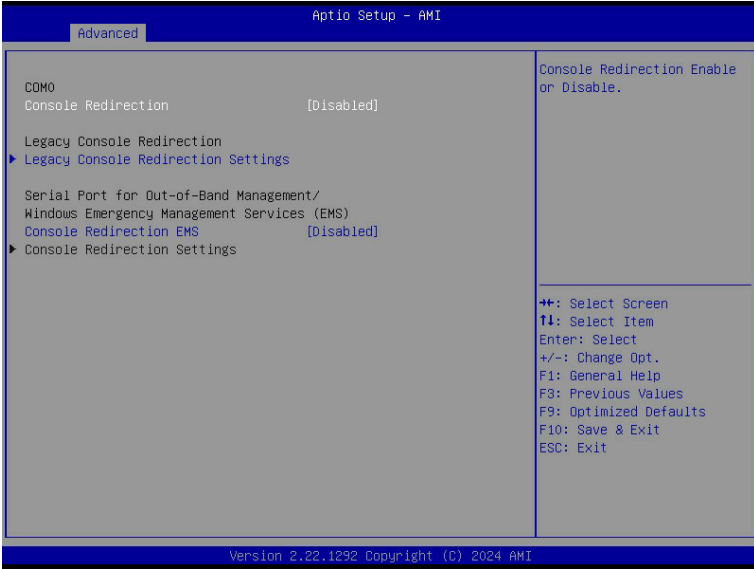 Aptio Setup – AMI
Advanced
COM0
Console Redirection [Disabled]
Legacy Console Redirection
▶ Legacy Console Redirection Settings
Serial Port for Out-of-Band Management/
Windows Emergency Management Services (EMS)
Console Redirection EMS [Disabled]
▶ Console Redirection Settings
Console Redirection Enable
or Disable.
→←: Select Screen
↑↓: Select Item
Enter: Select
+/-: Change Opt.
F1: General Help
F3: Previous Values
F9: Optimized Defaults
F10: Save & Exit
ESC: Exit
Version 2.22.1292 Copyright (C) 2024 AMI